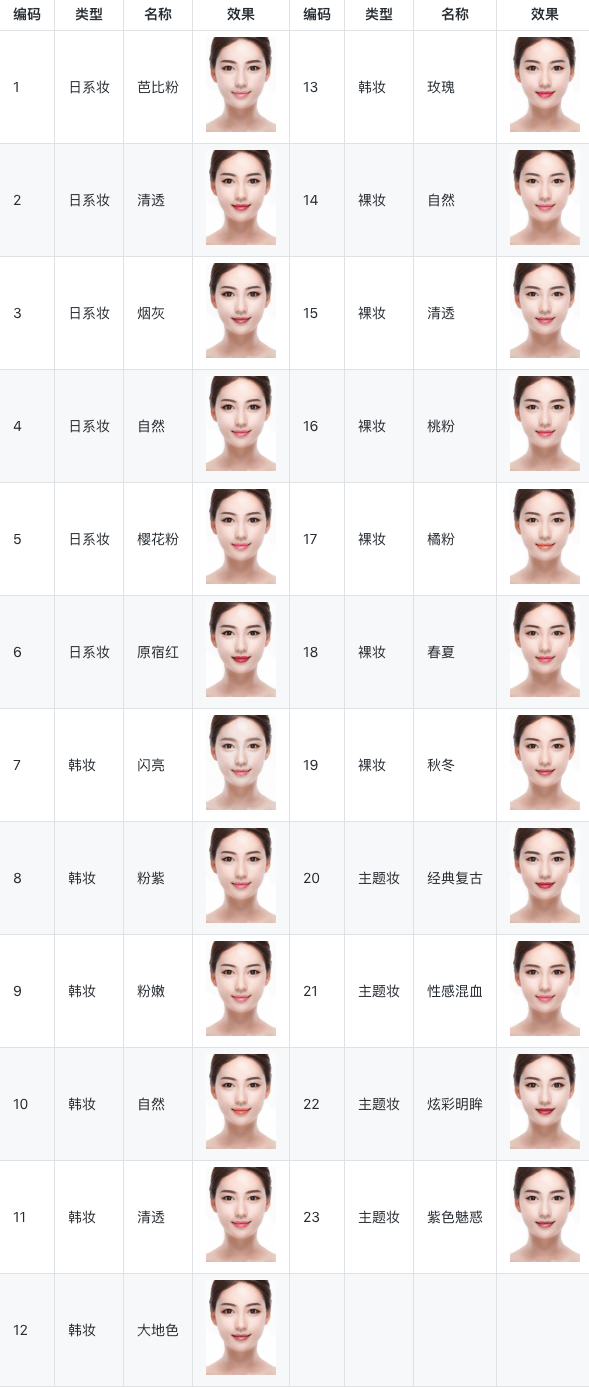 编码 类型 名称 效果 编码 类型 名称 效果
1 日系妆 芭比粉 13 韩妆 玫瑰
2 日系妆 清透 14 裸妆 自然
3 日系妆 烟灰 15 裸妆 清透
4 日系妆 自然 16 裸妆 桃粉
5 日系妆 樱花粉 17 裸妆 橘粉
6 日系妆 原宿红 18 裸妆 春夏
7 韩妆 闪亮 19 裸妆 秋冬
8 韩妆 粉紫 20 主题妆 经典复古
9 韩妆 粉嫩 21 主题妆 性感混血
10 韩妆 自然 22 主题妆 炫彩明眸
11 韩妆 清透 23 主题妆 紫色魅惑
12 韩妆 大地色